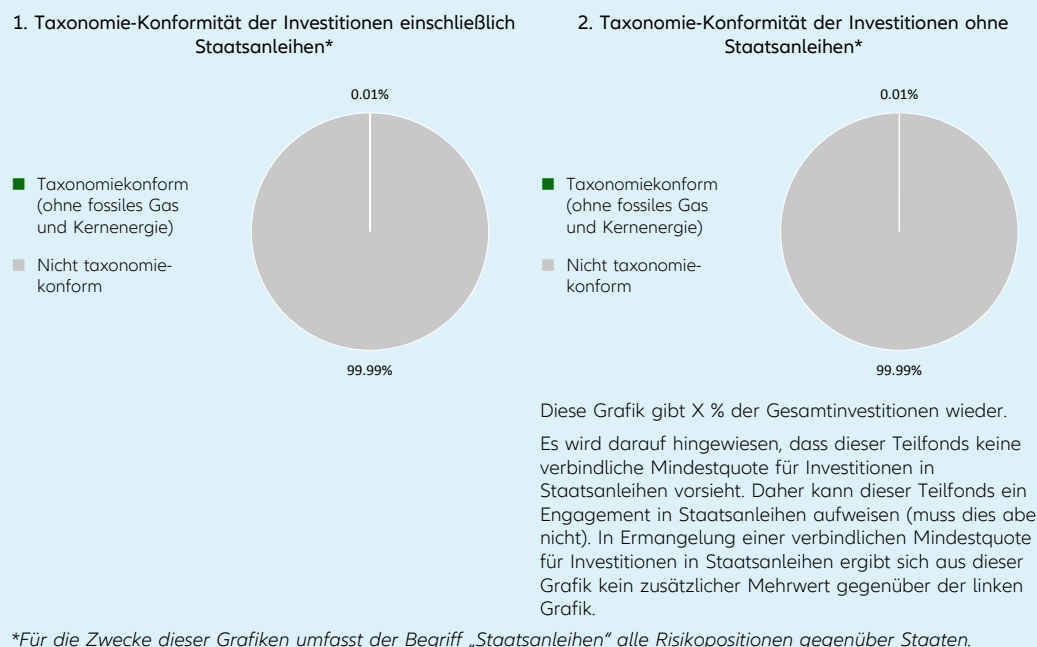 1. Taxonomie-Konformität der Investitionen einschließlich
Staatsanleihen*
0.01%
Taxonomiekonform
(ohne fossiles Gas
und Kernenergie)
Nicht taxonomie-
konform
99.99%
2. Taxonomie-Konformität der Investitionen ohne
Staatsanleihen*
0.01%
Taxonomiekonform
(ohne fossiles Gas
und Kernenergie)
Nicht taxonomie-
konform
99.99%
Diese Grafik gibt X % der Gesamtinvestitionen wieder.
Es wird darauf hingewiesen, dass dieser Teilfonds keine
verbindliche Mindestquote für Investitionen in
Staatsanleihen vorsieht. Daher kann dieser Teilfonds ein
Engagement in Staatsanleihen aufweisen (muss dies abe
nicht). In Ermangelung einer verbindlichen Mindestquote
für Investitionen in Staatsanleihen ergibt sich aus dieser
Grafik kein zusätzlicher Mehrwert gegenüber der linken
Grafik.
*Für die Zwecke dieser Grafiken umfasst der Begriff „Staatsanleihen“ alle Risikopositionen gegenüber Staaten.